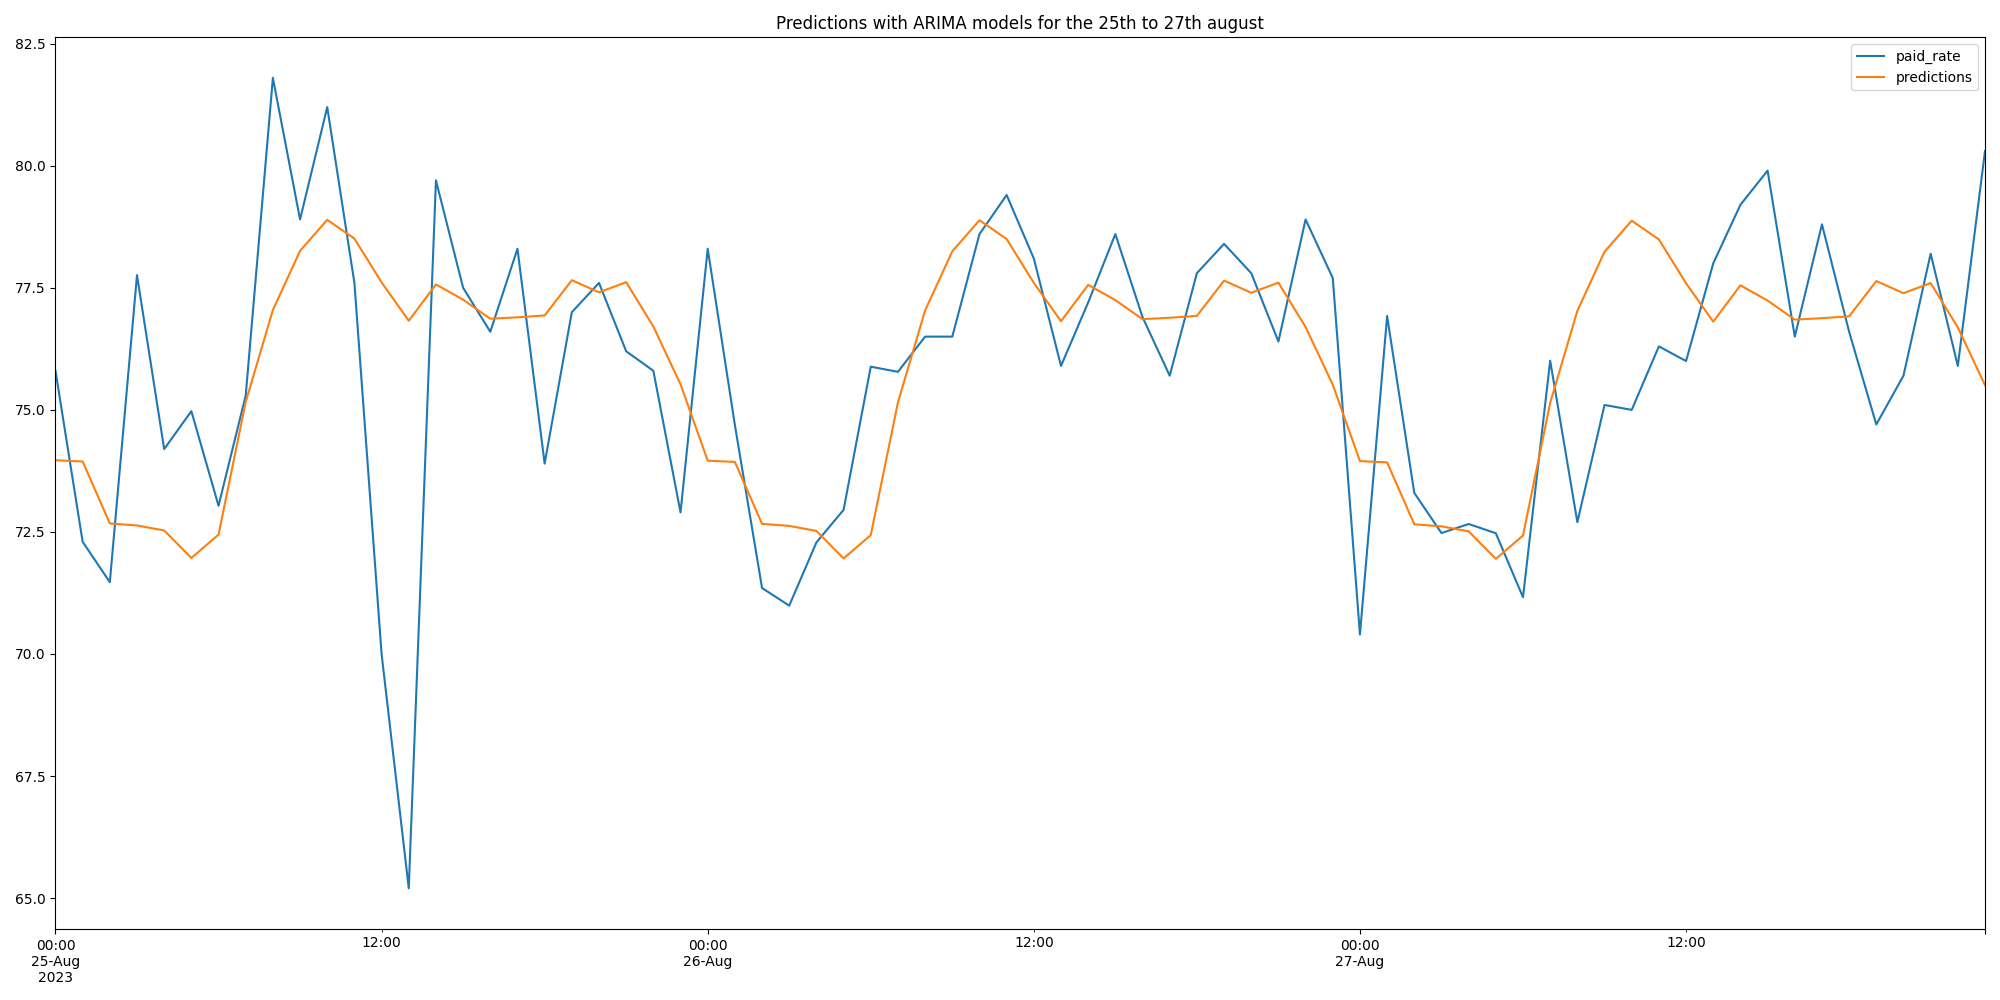 Predictions with ARIMA models for the 25th to 27th august
82.5
80.0
77.5
75.0
72.5
70.0
67.5
65.0
paid_rate
predictions
00:00
25-Aug
2023
12:00
00:00
26-Aug
12:00
00:00
27-Aug
12:00